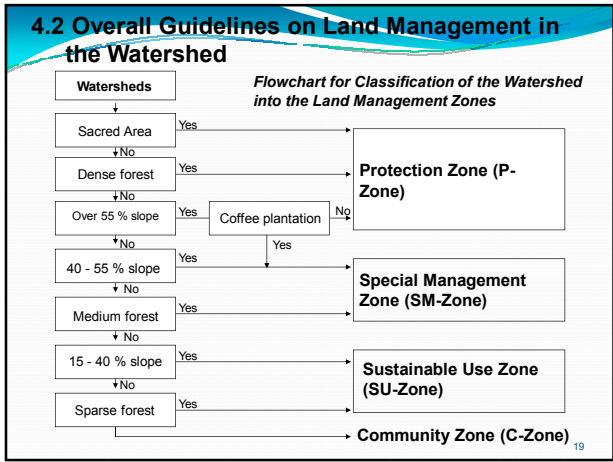 4.2 Overall Guidelines on Land Management in
the Watershed
Watersheds
Flowchart for Classification of the Watershed
into the Land Management Zones
Sacred Area
Yes
No
Dense forest
Yes
Protection Zone (P-
Zone)
No
Over 55 % slope
Yes
Coffee plantation
No
Yes
No
40 - 55 % slope
Yes
Special Management
Zone (SM-Zone)
No
Medium forest
Yes
No
15 - 40 % slope
Yes
Sustainable Use Zone
(SU-Zone)
No
Sparse forest
Yes
Community Zone (C-Zone)
19